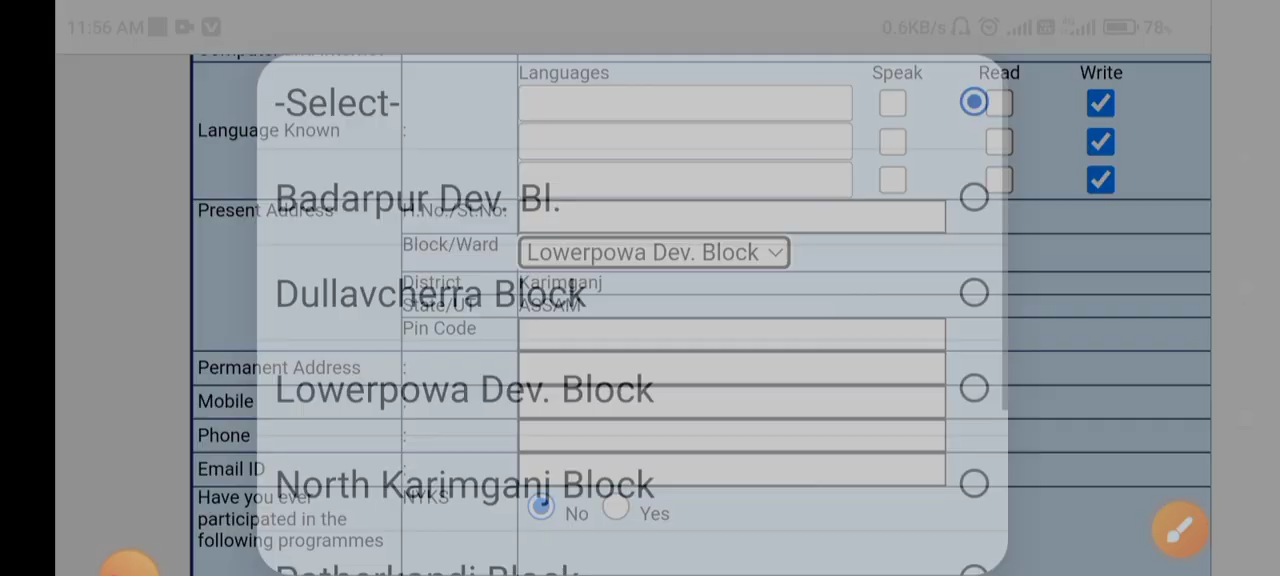 11:56 AM
0.6KB/s
78%
Languages Speak Read Write
-Select-
Language Known :
Badarpur Dev. Bl.
Present Address H.No./St.No.
Block/Ward Lowerpowa Dev. Block
District Karimganj
Dullavcherra Block
State/UT ASSAM
Pin Code
Permanent Address :
Lowerpowa Dev. Block
Mobile :
Phone :
Email ID :
North Karimganj Block
Have you ever
participated in the
following programmes
NYKS
No Yes